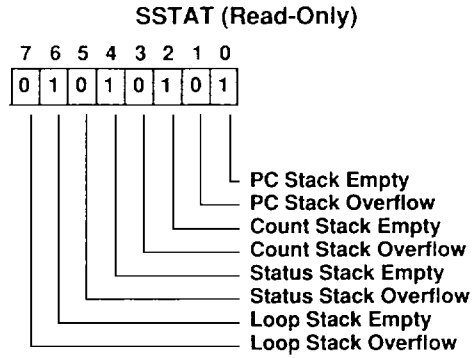 SSTAT (Read-Only)
7 6 5 4 3 2 1 0
0 1 0 1 0 1 0 1
PC Stack Empty
PC Stack Overflow
Count Stack Empty
Count Stack Overflow
Status Stack Empty
Status Stack Overflow
Loop Stack Empty
Loop Stack Overflow